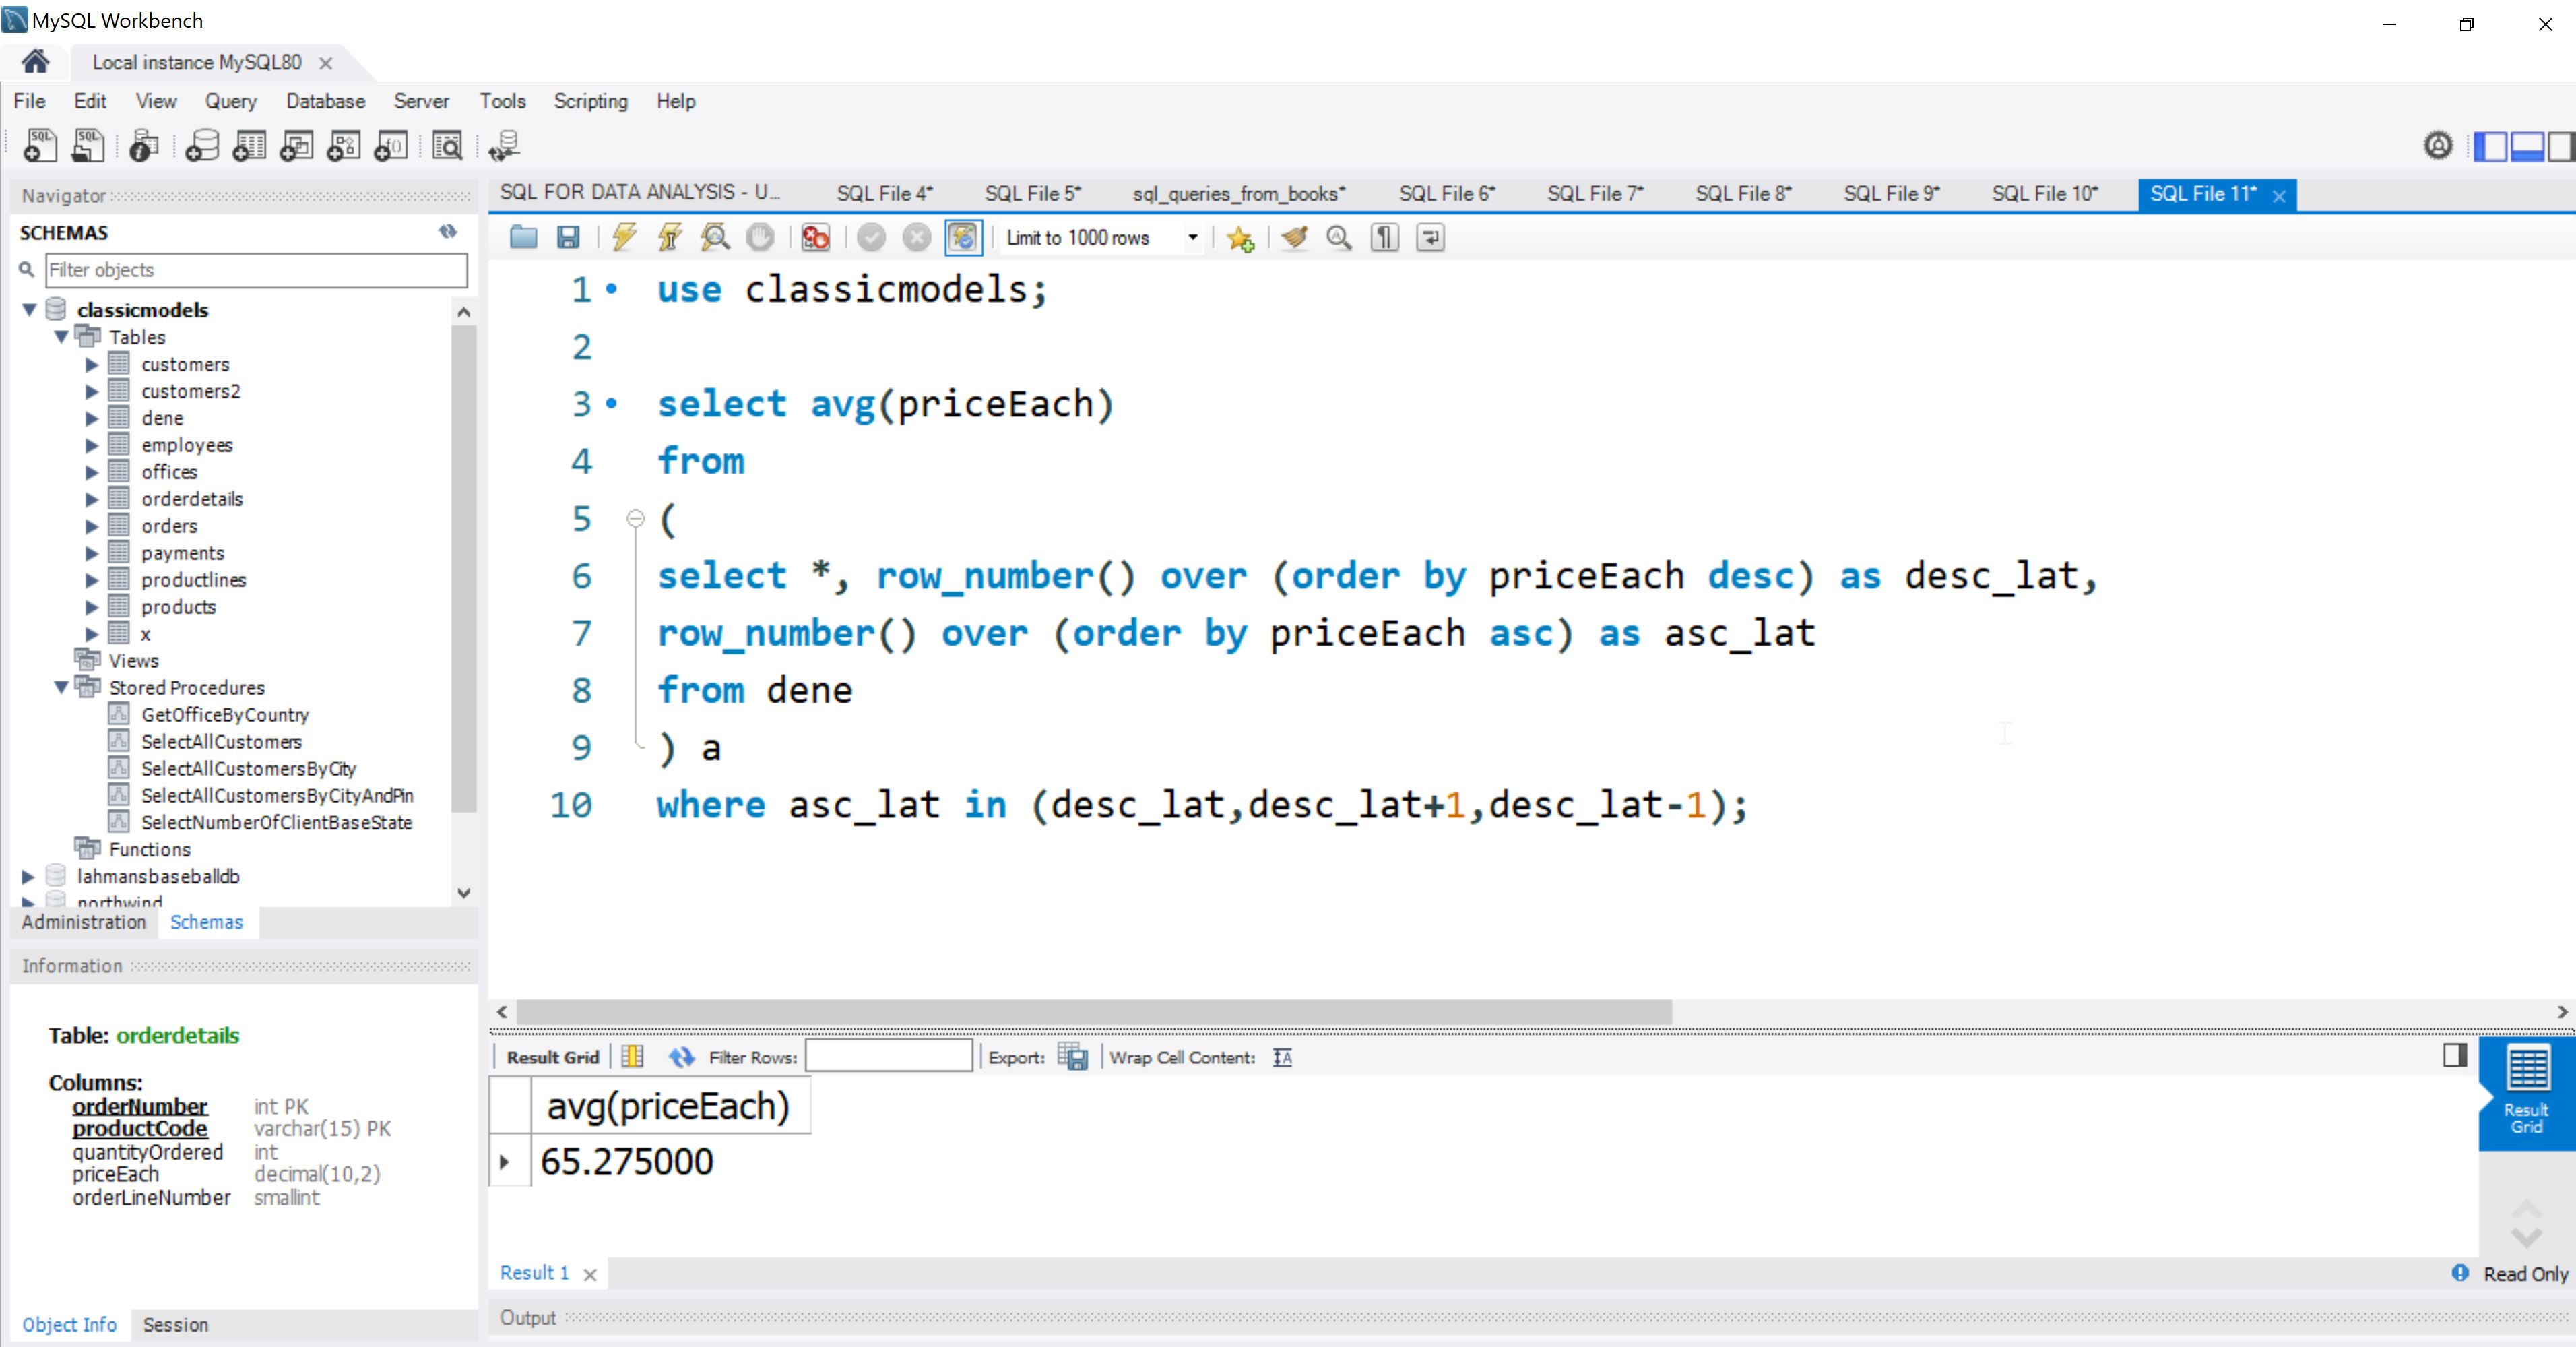 MySQL Workbench
Local instance MySQL80
File Edit View Query Database Server Tools Scripting Help
Navigator
SCHEMAS
Filter objects
classicmodels
Tables
customers
customers2
dene
employees
offices
orderdetails
orders
payments
productlines
products
x
Views
Stored Procedures
GetOfficeByCountry
SelectAllCustomers
SelectAllCustomersByCity
SelectAllCustomersByCityAndPin
SelectNumberOfClientBaseState
Functions
lahmansbaseballdb
northwind
Administration Schemas
Information
Table: orderdetails
Columns:
orderNumber int PK
productCode varchar(15) PK
quantityOrdered int
priceEach decimal(10,2)
orderLineNumber smallint
Object Info Session
SQL FOR DATA ANALYSIS - U... SQL File 4* SQL File 5* sql_queries_from_books* SQL File 6* SQL File 7* SQL File 8* SQL File 9* SQL File 10* SQL File 11*
Limit to 1000 rows
1 use classicmodels;
2
3 select avg(priceEach)
4 from
5 (
6 select *, row_number() over (order by priceEach desc) as desc_lat,
7 row_number() over (order by priceEach asc) as asc_lat
8 from dene
9 ) a
10 where asc_lat in (desc_lat,desc_lat+1,desc_lat-1);
Result Grid Filter Rows: Export: Wrap Cell Content:
avg(priceEach)
65.275000
Result
Grid
Result 1
Read Only
Output